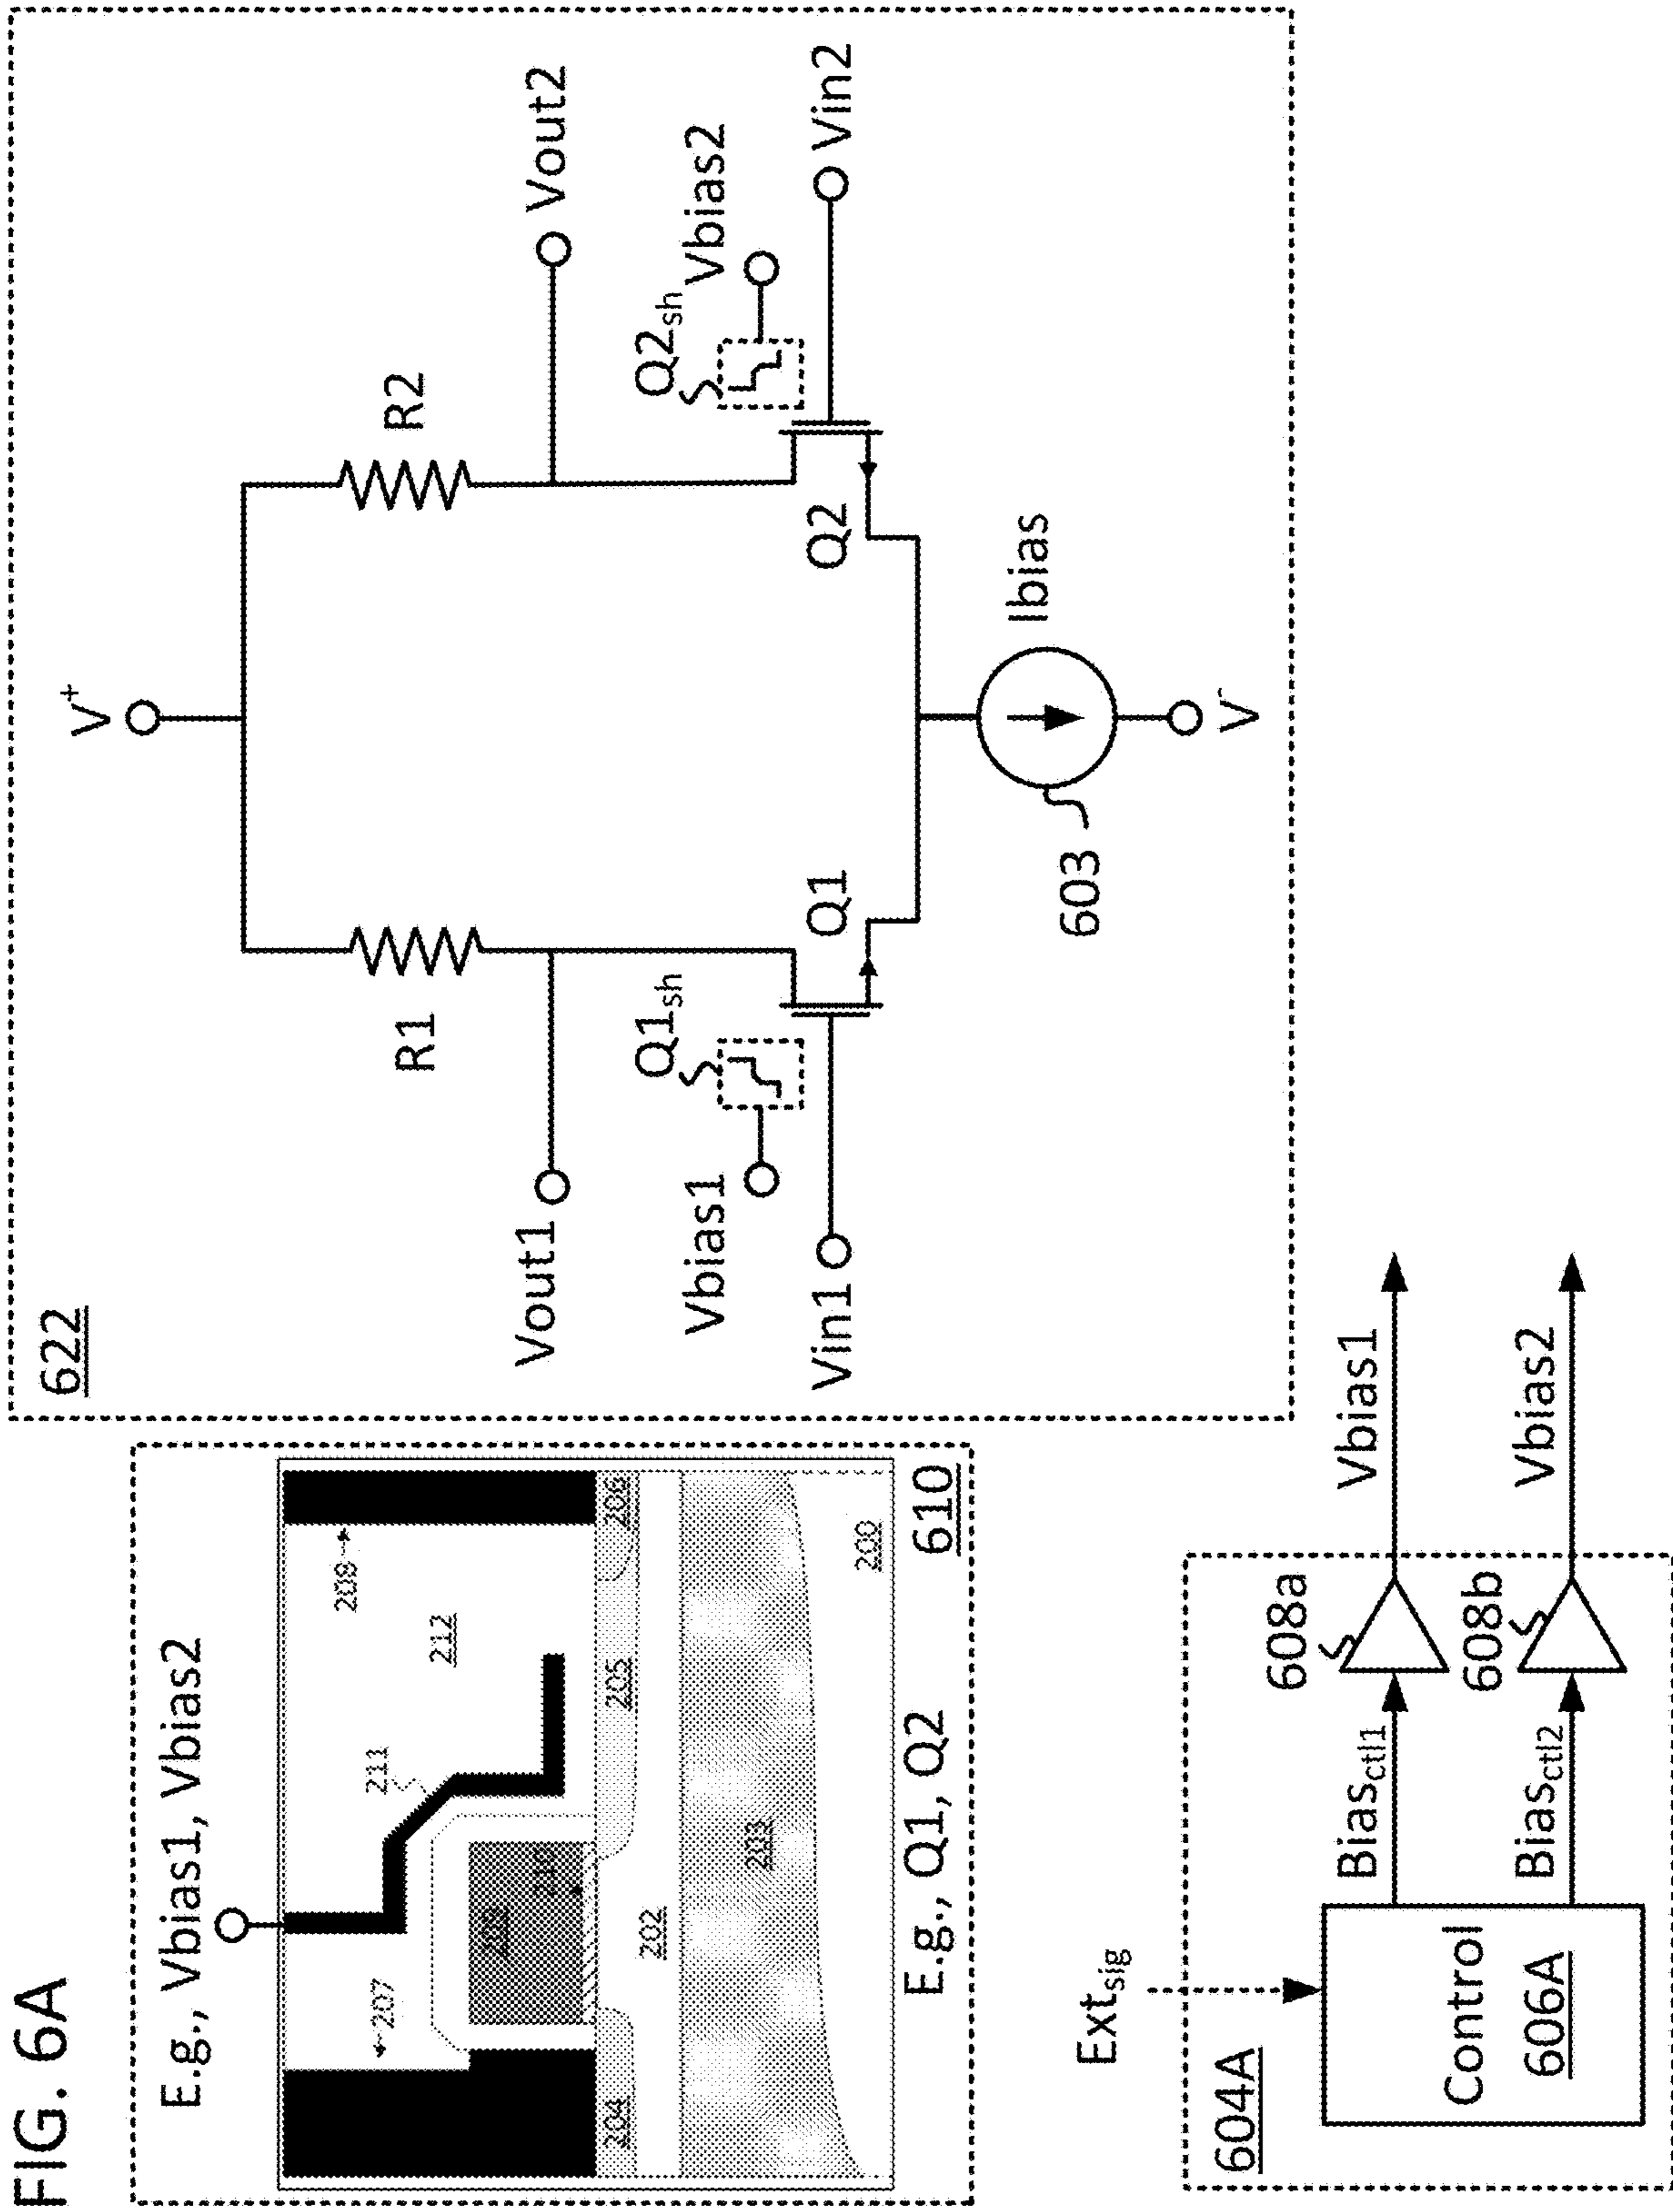 FIG. 6A
E.g., Vbias1, Vbias2
207
211
212
208
204
202
205
206
203
200
610
E.g., Q1, Q2
622
V+
R1
R2
Vout1
Vout2
Q1sh
Q2sh
Vbias1
Vbias2
Vin1
Q1
Q2
Vin2
603
Ibias
V-
Extsig
604A
Control
606A
Biasctl1
Biasctl2
608a
608b
Vbias1
Vbias2